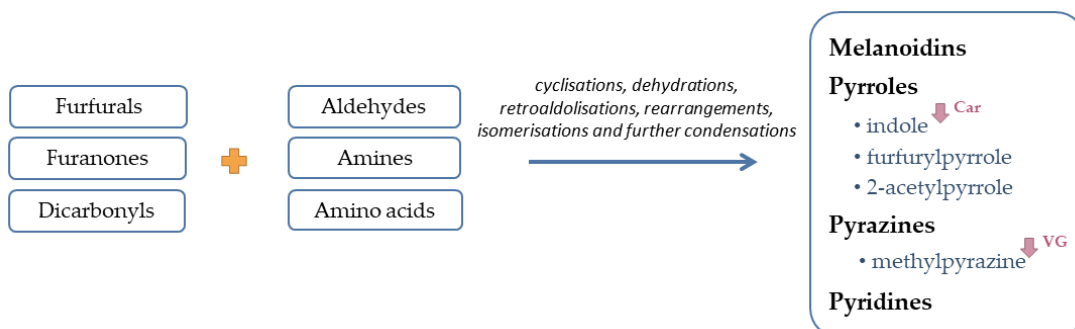 Furfurals
Furanones
Dicarbonyls
Aldehydes
Amines
Amino acids
cyclisations, dehydrations,
retroaldolisations, rearrangements,
isomerisations and further condensations
Melanoidins
Pyrroles
• indole Car
• furfurylpyrrole
• 2-acetylpyrrole
Pyrazines
• methylpyrazine VG
Pyridines